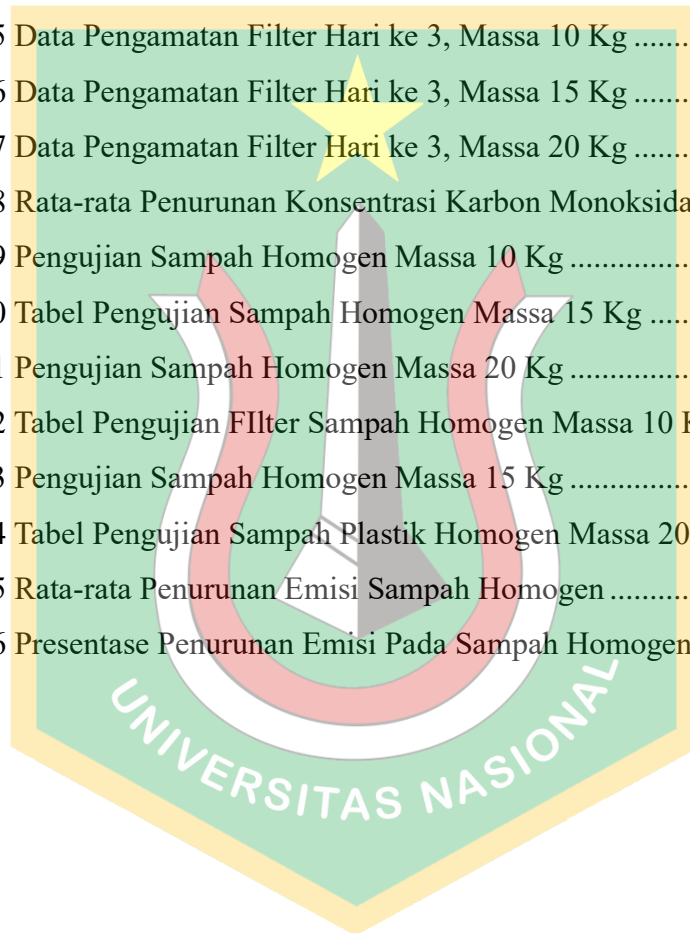 5 Data Pengamatan Filter Hari ke 3, Massa 10 Kg .......
6 Data Pengamatan Filter Hari ke 3, Massa 15 Kg .......
7 Data Pengamatan Filter Hari ke 3, Massa 20 Kg .......
8 Rata-rata Penurunan Konsentrasi Karbon Monoksida
9 Pengujian Sampah Homogen Massa 10 Kg ...............
0 Tabel Pengujian Sampah Homogen Massa 15 Kg .....
1 Pengujian Sampah Homogen Massa 20 Kg ...............
2 Tabel Pengujian FIlter Sampah Homogen Massa 10 K
3 Pengujian Sampah Homogen Massa 15 Kg ...............
4 Tabel Pengujian Sampah Plastik Homogen Massa 20
5 Rata-rata Penurunan Emisi Sampah Homogen ..........
6 Presentase Penurunan Emisi Pada Sampah Homogen
UNIVERSITAS NASIONAL